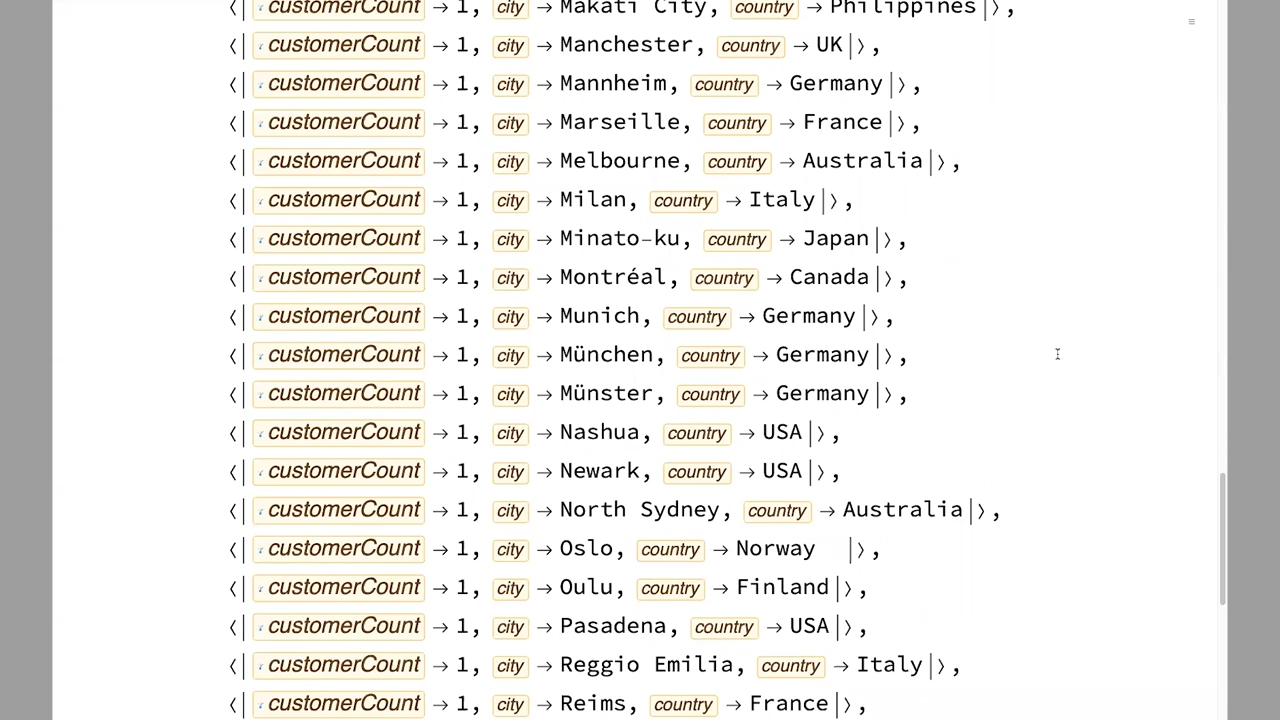 ⟨| customerCount → 1, city → Makati City, country → Philippines |⟩,
⟨| customerCount → 1, city → Manchester, country → UK |⟩,
⟨| customerCount → 1, city → Mannheim, country → Germany |⟩,
⟨| customerCount → 1, city → Marseille, country → France |⟩,
⟨| customerCount → 1, city → Melbourne, country → Australia |⟩,
⟨| customerCount → 1, city → Milan, country → Italy |⟩,
⟨| customerCount → 1, city → Minato-ku, country → Japan |⟩,
⟨| customerCount → 1, city → Montréal, country → Canada |⟩,
⟨| customerCount → 1, city → Munich, country → Germany |⟩,
⟨| customerCount → 1, city → München, country → Germany |⟩,
⟨| customerCount → 1, city → Münster, country → Germany |⟩,
⟨| customerCount → 1, city → Nashua, country → USA |⟩,
⟨| customerCount → 1, city → Newark, country → USA |⟩,
⟨| customerCount → 1, city → North Sydney, country → Australia |⟩,
⟨| customerCount → 1, city → Oslo, country → Norway |⟩,
⟨| customerCount → 1, city → Oulu, country → Finland |⟩,
⟨| customerCount → 1, city → Pasadena, country → USA |⟩,
⟨| customerCount → 1, city → Reggio Emilia, country → Italy |⟩,
⟨| customerCount → 1, city → Reims, country → France |⟩,